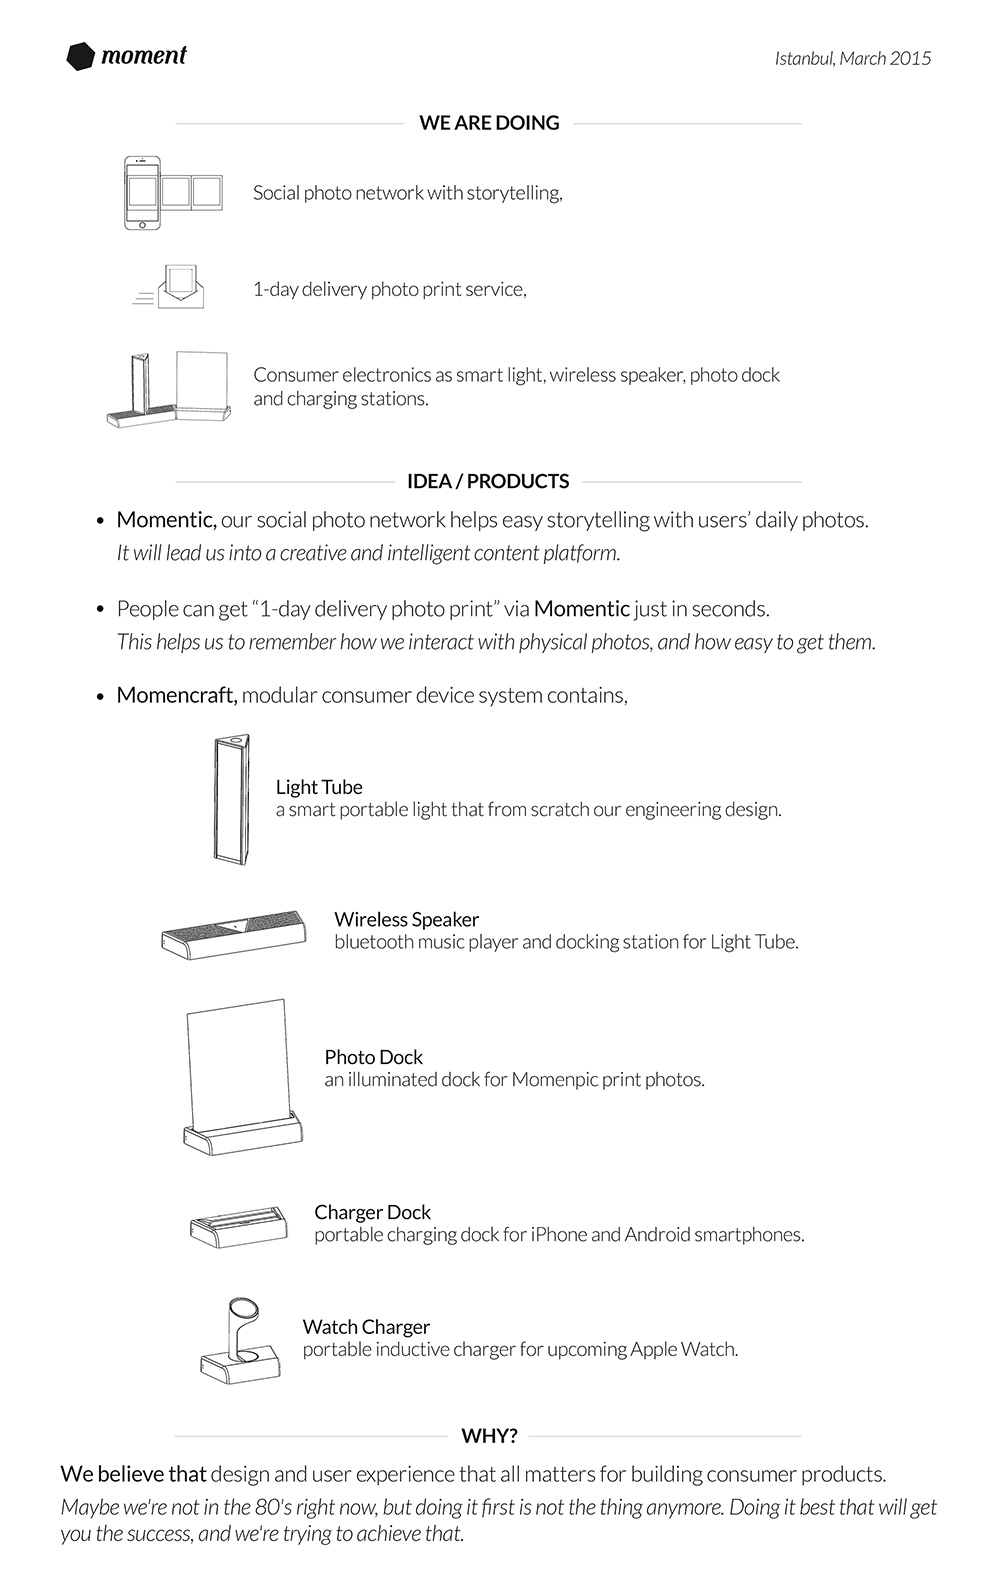 moment
Istanbul, March 2015
WE ARE DOING
Social photo network with storytelling,
1-day delivery photo print service,
Consumer electronics as smart light, wireless speaker, photo dock
and charging stations.
IDEA / PRODUCTS
• Momentic, our social photo network helps easy storytelling with users’ daily photos.
It will lead us into a creative and intelligent content platform.
• People can get “1-day delivery photo print” via Momentic just in seconds.
This helps us to remember how we interact with physical photos, and how easy to get them.
• Momencraft, modular consumer device system contains,
Light Tube
a smart portable light that from scratch our engineering design.
Wireless Speaker
bluetooth music player and docking station for Light Tube.
Photo Dock
an illuminated dock for Momenpic print photos.
Charger Dock
portable charging dock for iPhone and Android smartphones.
Watch Charger
portable inductive charger for upcoming Apple Watch.
WHY?
We believe that design and user experience that all matters for building consumer products.
Maybe we're not in the 80's right now, but doing it first is not the thing anymore. Doing it best that will get
you the success, and we're trying to achieve that.